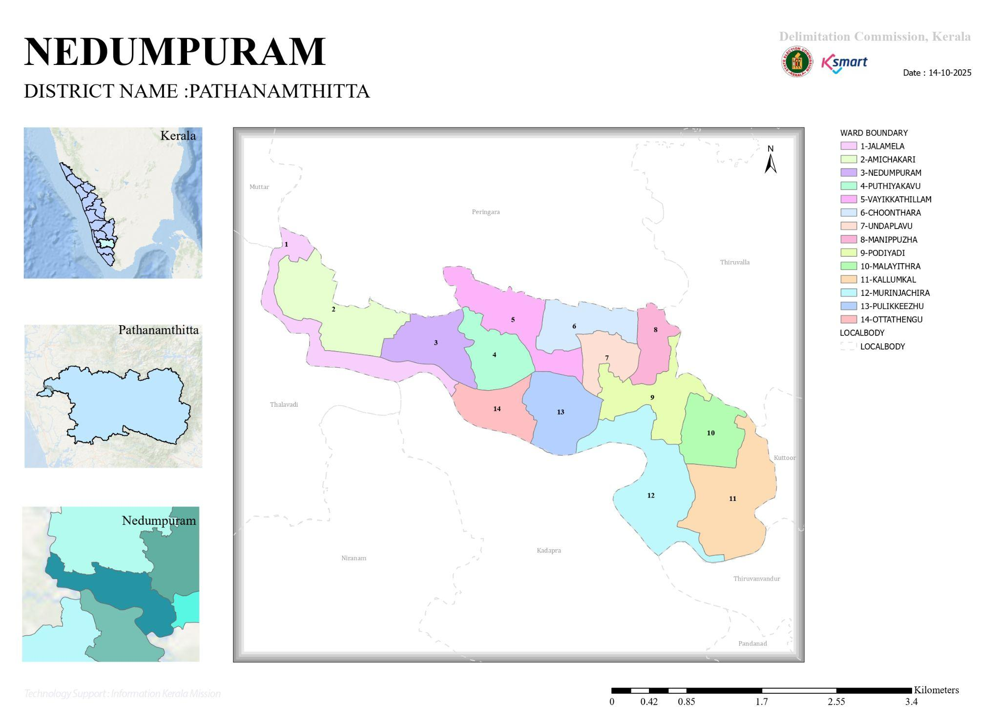 NEDUMPURAM
DISTRICT NAME :PATHANAMTHITTA
Delimitation Commission, Kerala
STATE ELECTION COMMISSION
KERALA
Ksmart
Date : 14-10-2025
Kerala
Pathanamthitta
Nedumpuram
N
Muttar
Peringara
Thiruvalla
Thalavadi
Kuttoor
Niranam
Kadapra
Thiruvanvandur
Pandanad
1
2
3
4
5
6
7
8
9
10
11
12
13
14
WARD BOUNDARY
1-JALAMELA
2-AMICHAKARI
3-NEDUMPURAM
4-PUTHIYAKAVU
5-VAYIKKATHILLAM
6-CHOONTHARA
7-UNDAPLAVU
8-MANIPPUZHA
9-PODIYADI
10-MALAYITHRA
11-KALLUMKAL
12-MURINJACHIRA
13-PULIKKEEZHU
14-OTTATHENGU
LOCALBODY
LOCALBODY
Technology Support : Information Kerala Mission
Kilometers
0 0.42 0.85 1.7 2.55 3.4